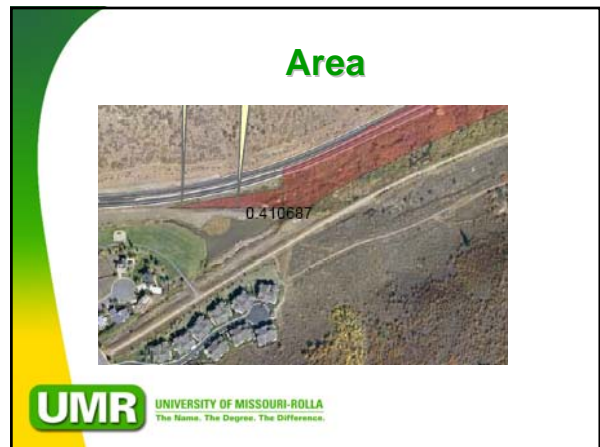 Area
0.410687
UMR
UNIVERSITY OF MISSOURI-ROLLA
The Name. The Degree. The Difference.